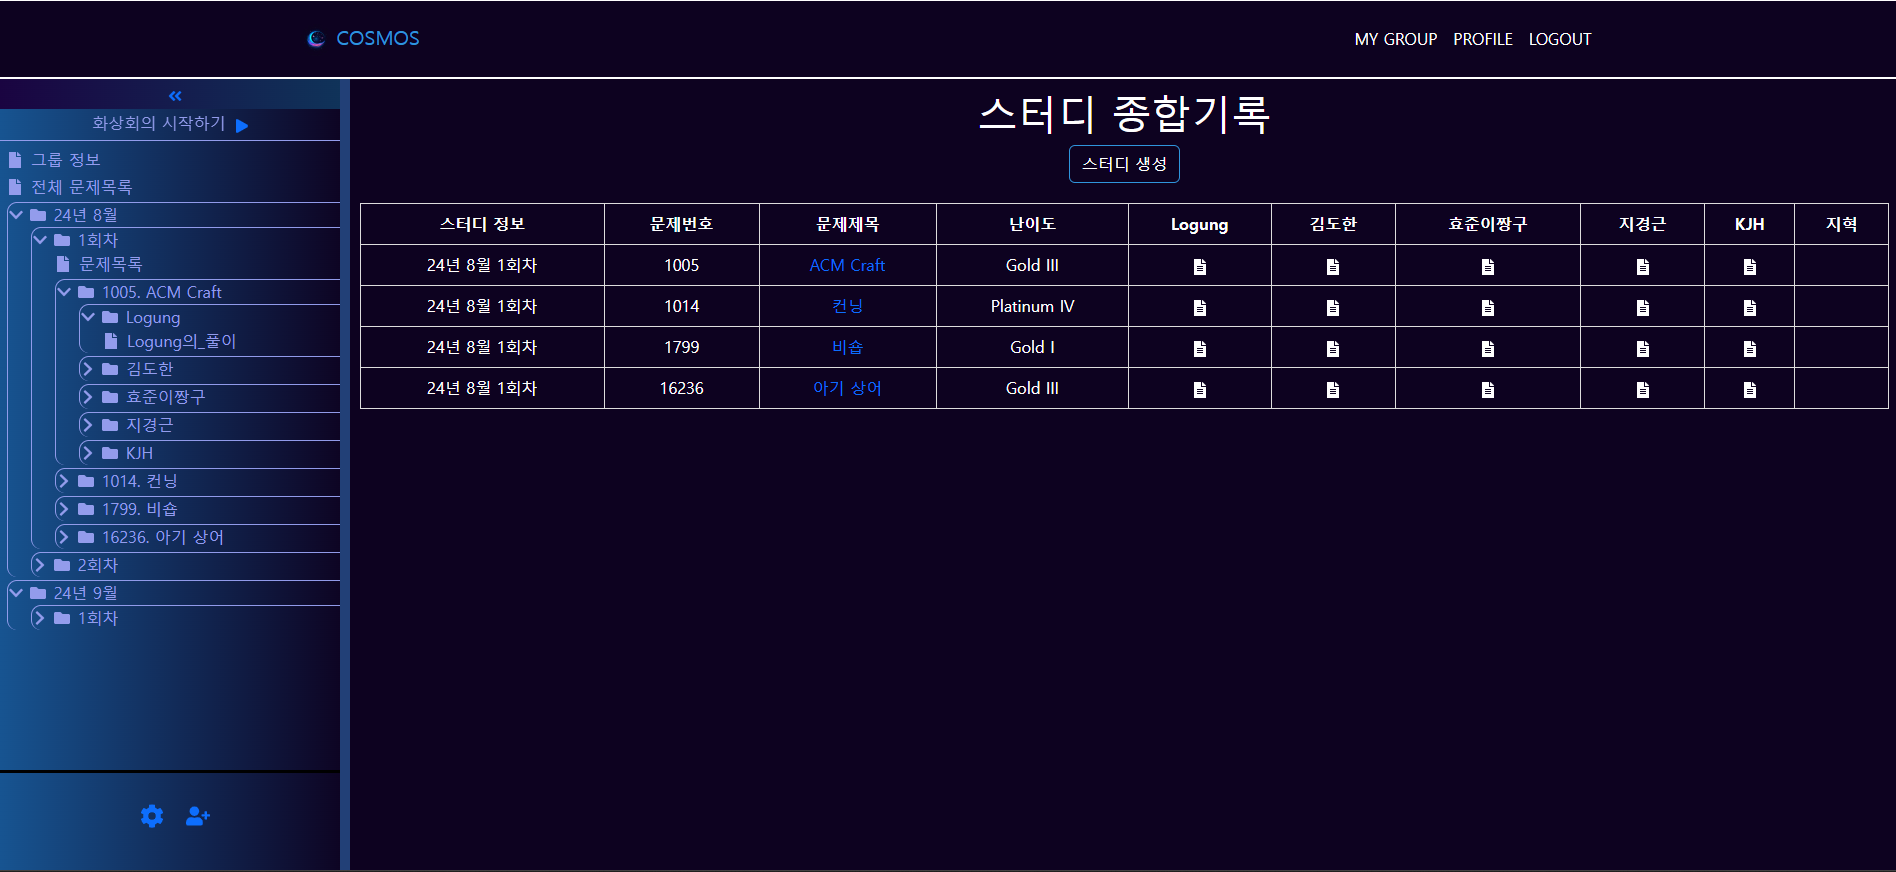 COSMOS
MY GROUP PROFILE LOGOUT
화상회의 시작하기
그룹 정보
전체 문제목록
24년 8월
1회차
문제목록
1005. ACM Craft
Logung
Logung의_풀이
김도한
효준이짱구
지경근
KJH
1014. 컨닝
1799. 비숍
16236. 아기 상어
2회차
24년 9월
1회차
스터디 종합기록
스터디 생성
스터디 정보 문제번호 문제제목 난이도 Logung 김도한 효준이짱구 지경근 KJH 지혁
24년 8월 1회차 1005 ACM Craft Gold III
24년 8월 1회차 1014 컨닝 Platinum IV
24년 8월 1회차 1799 비숍 Gold I
24년 8월 1회차 16236 아기 상어 Gold III